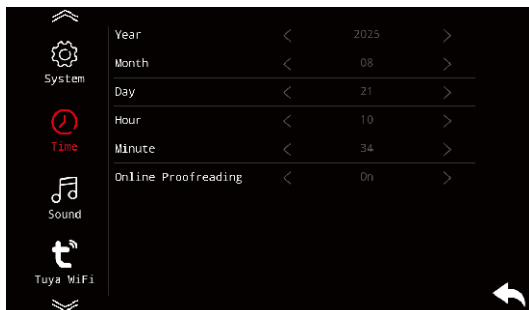 System
Time
Sound
Tuya WiFi
Year 2025
Month 08
Day 21
Hour 10
Minute 34
Online Proofreading On